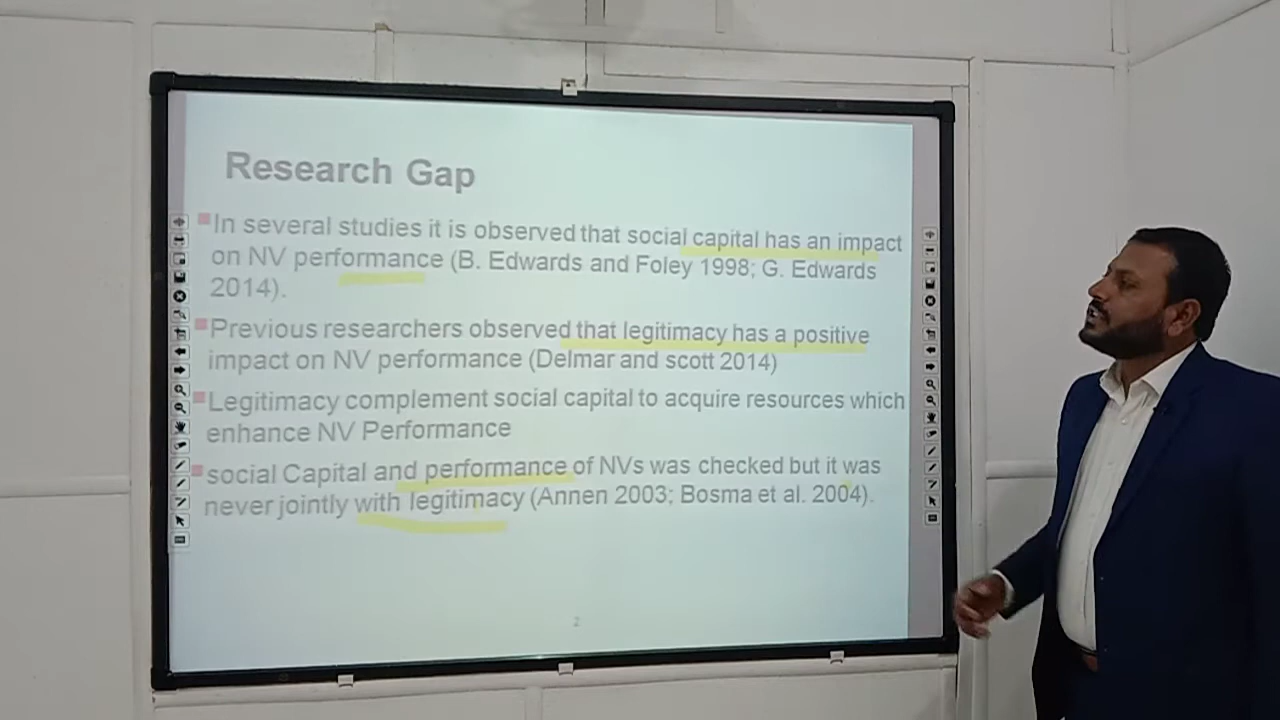 Research Gap
In several studies it is observed that social capital has an impact
on NV performance (B. Edwards and Foley 1998; G. Edwards
2014).
Previous researchers observed that legitimacy has a positive
impact on NV performance (Delmar and scott 2014)
Legitimacy complement social capital to acquire resources which
enhance NV Performance
social Capital and performance of NVs was checked but it was
never jointly with legitimacy (Annen 2003; Bosma et al. 2004).
2